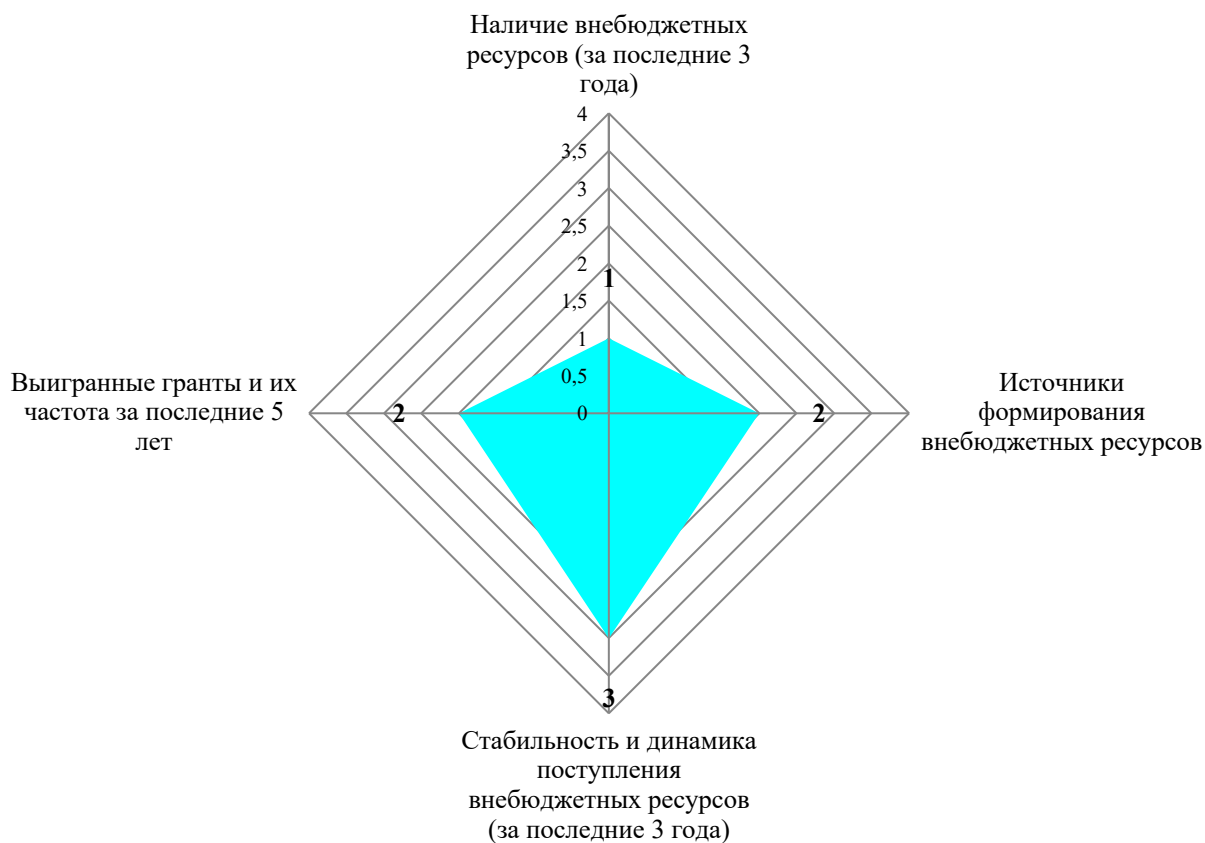 Наличие внебюджетных
ресурсов (за последние 3
года)
4
3,5
3
2,5
2
1
1,5
1
0,5
0
Выигранные гранты и их
частота за последние 5
лет
2
2
Источники
формирования
внебюджетных ресурсов
3
Стабильность и динамика
поступления
внебюджетных ресурсов
(за последние 3 года)